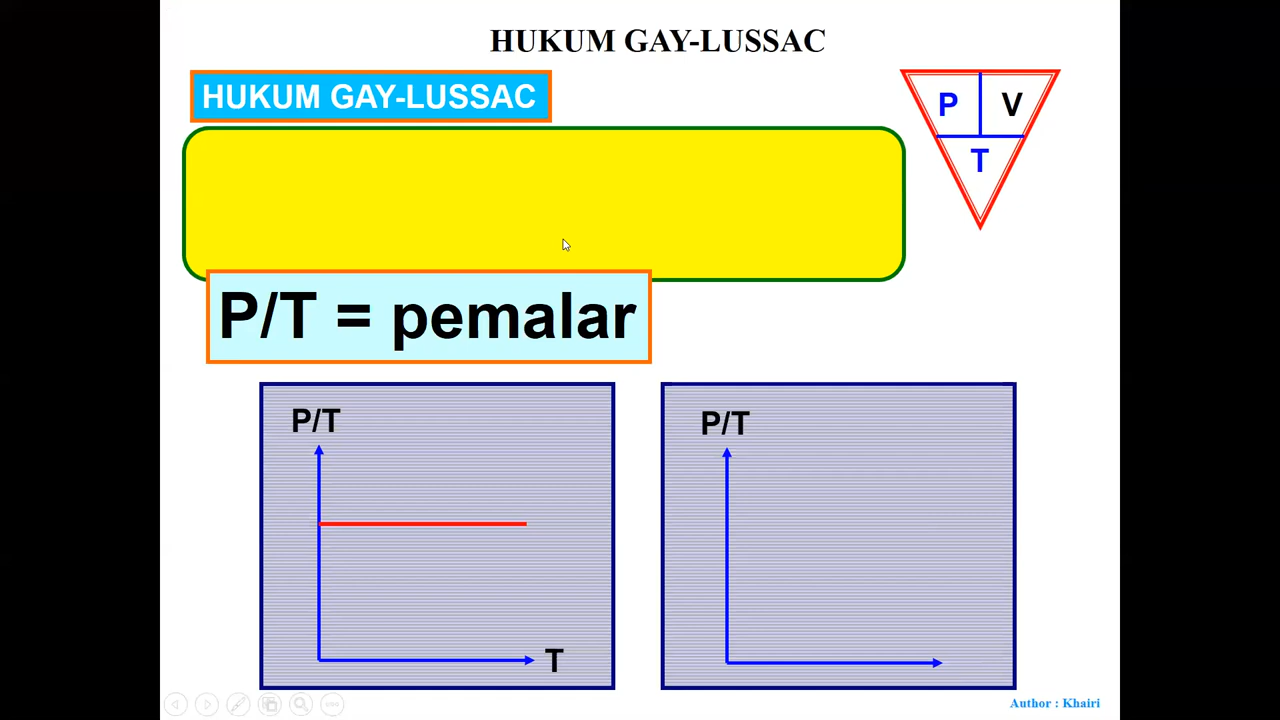 HUKUM GAY-LUSSAC
HUKUM GAY-LUSSAC
P V
T
P/T = pemalar
P/T
T
P/T
Author : Khairi